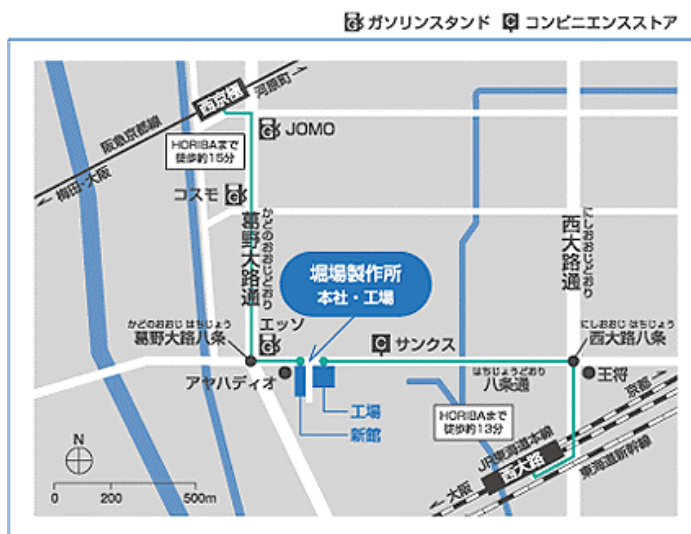 ガソリンスタンド コンビニエンスストア
西京極
河原町
阪急京都線
梅田・大阪
JOMO
HORIBAまで
徒歩約15分
コスモ
かどのおおじどおり
葛野大路通
にしおおじどおり
西大路通
堀場製作所
本社・工場
かどのおおじ はちじょう
葛野大路八条
エッソ
サンクス
にしおおじ はちじょう
西大路八条
アヤハディオ
はちじょうどおり
八条通
王将
工場
新館
HORIBAまで
徒歩約13分
京都
JR東海道本線
西大路
東海道新幹線
大阪
N
0 200 500m